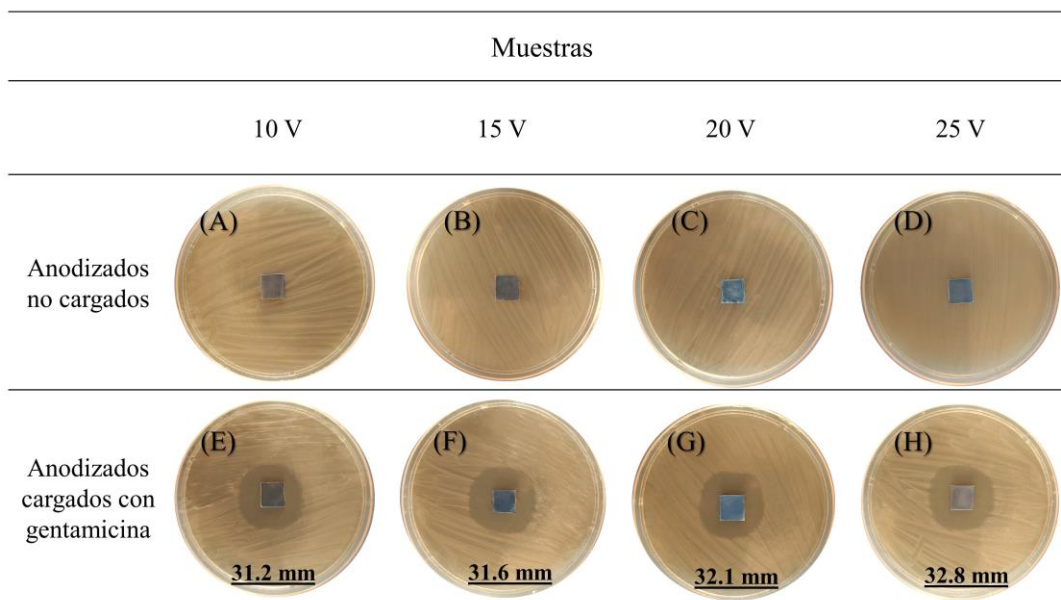 Muestras
10 V
15 V
20 V
25 V
Anodizados
no cargados
(A)
(B)
(C)
(D)
Anodizados
cargados con
gentamicina
(E)
(F)
(G)
(H)
31.2 mm
31.6 mm
32.1 mm
32.8 mm